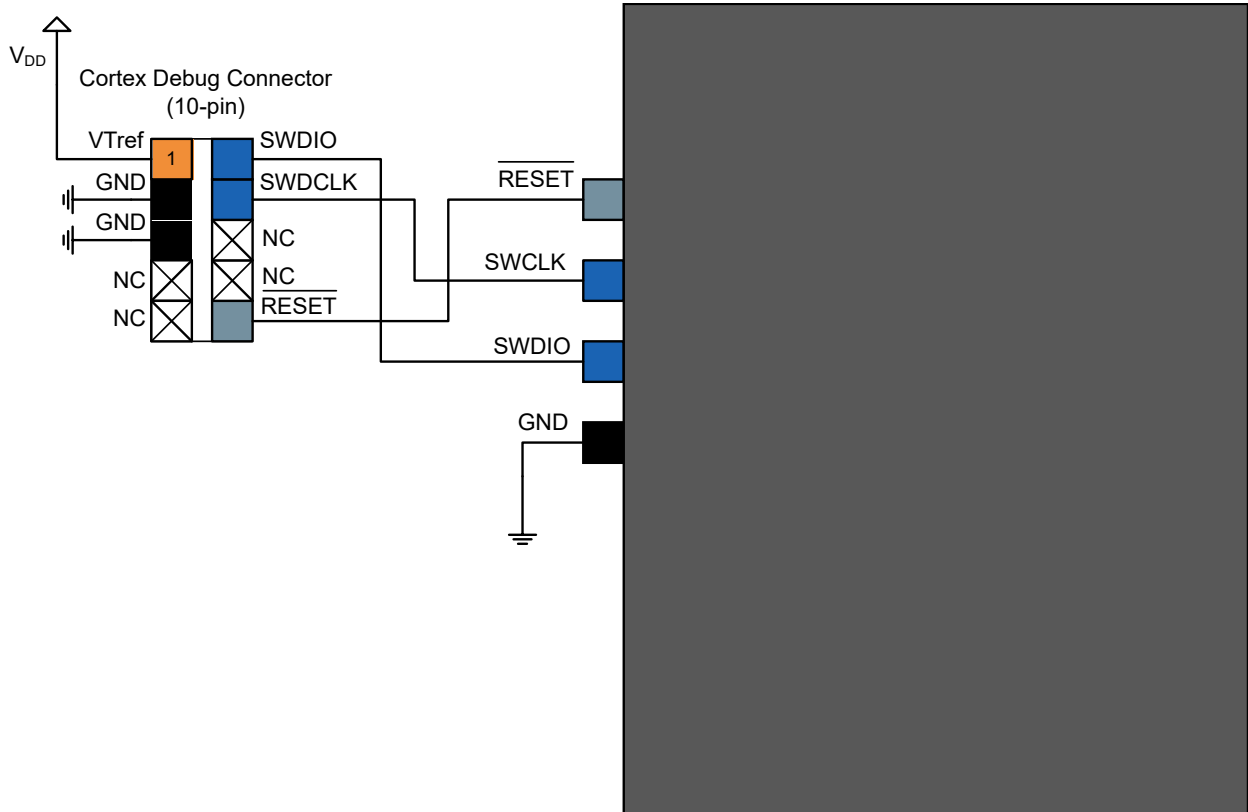 VDD
Cortex Debug Connector
(10-pin)
VTref
1
SWDIO
GND
SWDCLK
GND
NC
NC
NC
NC
RESET
RESET
SWCLK
SWDIO
GND